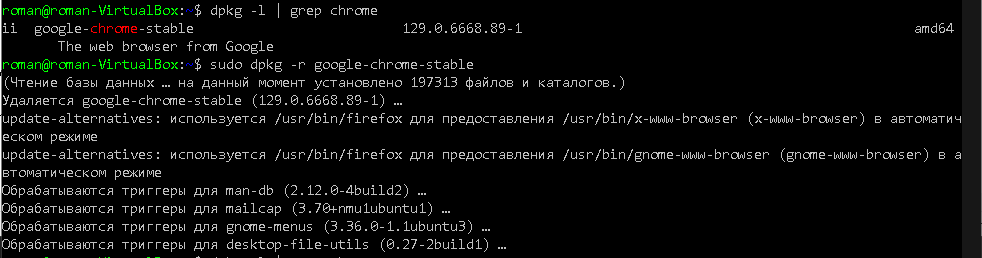 roman@roman-VirtualBox:~$ dpkg -l | grep chrome
ii  google-chrome-stable                          129.0.6668.89-1                                           amd64
       The web browser from Google
roman@roman-VirtualBox:~$ sudo dpkg -r google-chrome-stable
(Чтение базы данных … на данный момент установлено 197313 файлов и каталогов.)
Удаляется google-chrome-stable (129.0.6668.89-1) …
update-alternatives: используется /usr/bin/firefox для предоставления /usr/bin/x-www-browser (x-www-browser) в автоматич
еском режиме
update-alternatives: используется /usr/bin/firefox для предоставления /usr/bin/gnome-www-browser (gnome-www-browser) в а
втоматическом режиме
Обрабатываются триггеры для man-db (2.12.0-4build2) …
Обрабатываются триггеры для mailcap (3.70+nmu1ubuntu1) …
Обрабатываются триггеры для gnome-menus (3.36.0-1.1ubuntu3) …
Обрабатываются триггеры для desktop-file-utils (0.27-2build1) …